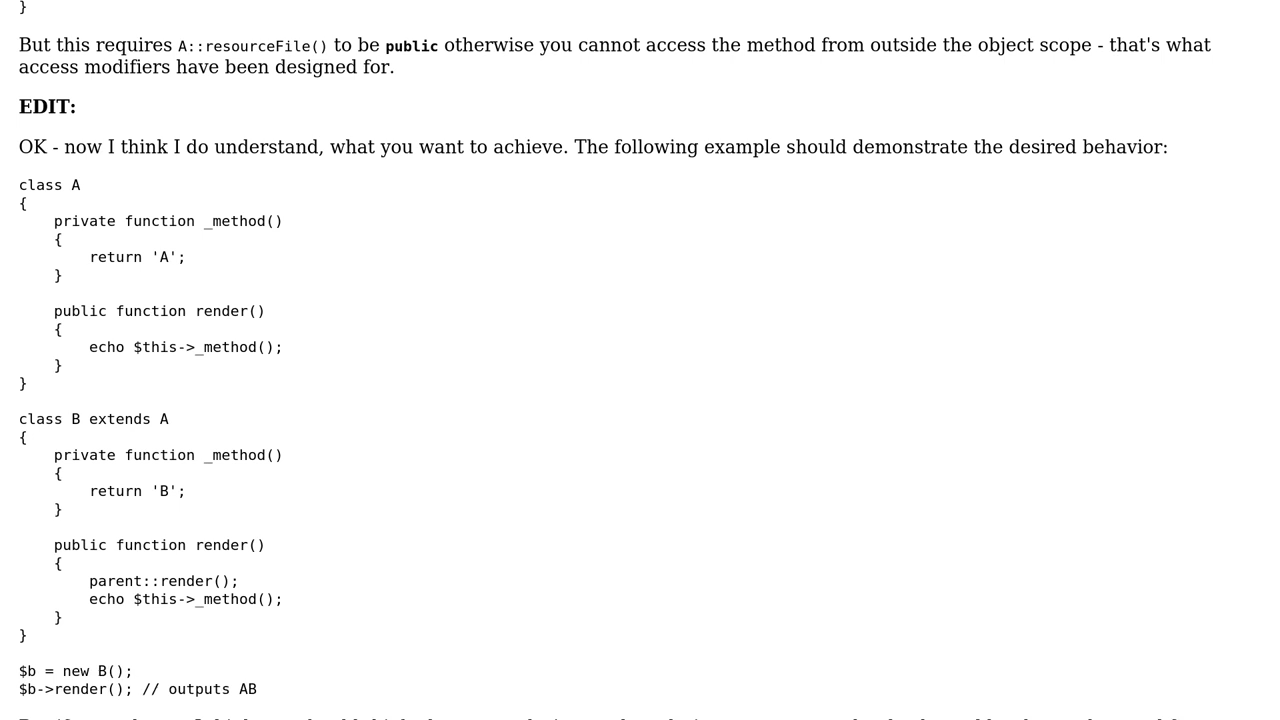 }
But this requires A::resourceFile() to be public otherwise you cannot access the method from outside the object scope - that's what
access modifiers have been designed for.
EDIT:
OK - now I think I do understand, what you want to achieve. The following example should demonstrate the desired behavior:
class A
{
    private function _method()
    {
        return 'A';
    }
    public function render()
    {
        echo $this->_method();
    }
}
class B extends A
{
    private function _method()
    {
        return 'B';
    }
    public function render()
    {
        parent::render();
        echo $this->_method();
    }
}
$b = new B();
$b->render(); // outputs AB